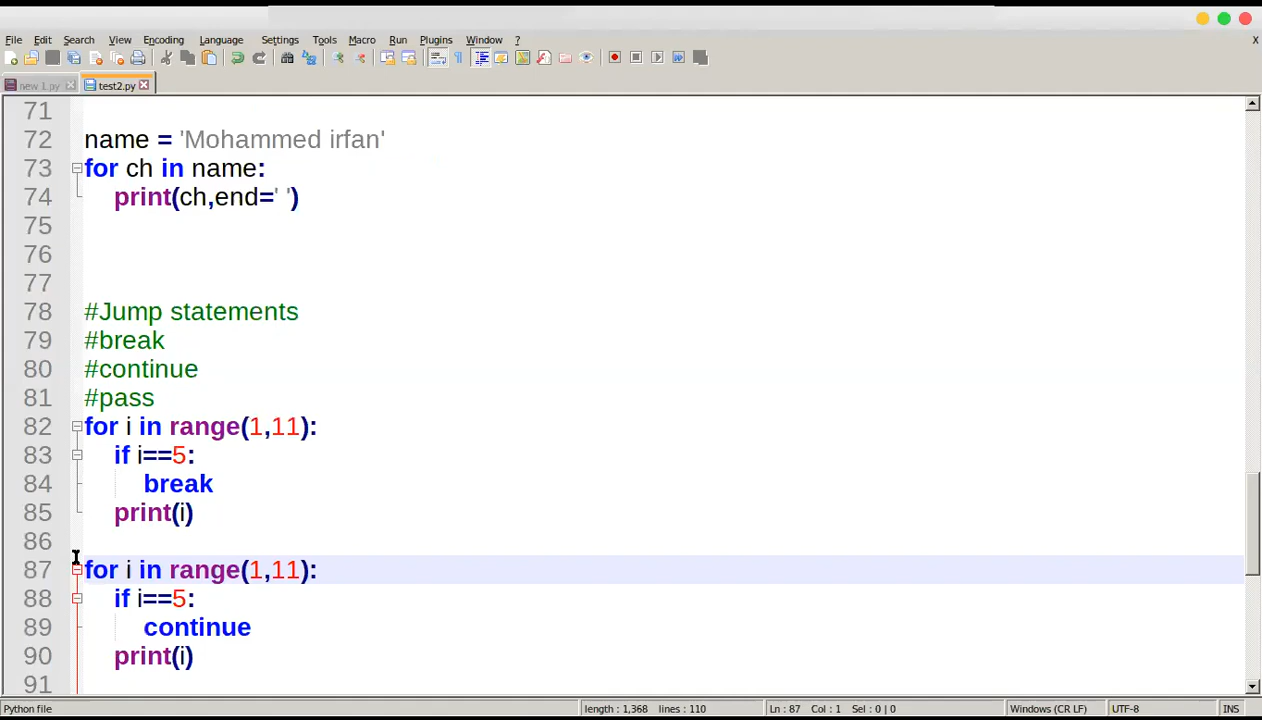 File Edit Search View Encoding Language Settings Tools Macro Run Plugins Window ? X
new 1.py test2.py
71
72 name = 'Mohammed irfan'
73 for ch in name:
74 print(ch,end=' ')
75
76
77
78 #Jump statements
79 #break
80 #continue
81 #pass
82 for i in range(1,11):
83 if i==5:
84 break
85 print(i)
86
87 for i in range(1,11):
88 if i==5:
89 continue
90 print(i)
91
Python file length : 1,368 lines : 110 Ln : 87 Col : 1 Sel : 0 | 0 Windows (CR LF) UTF-8 INS